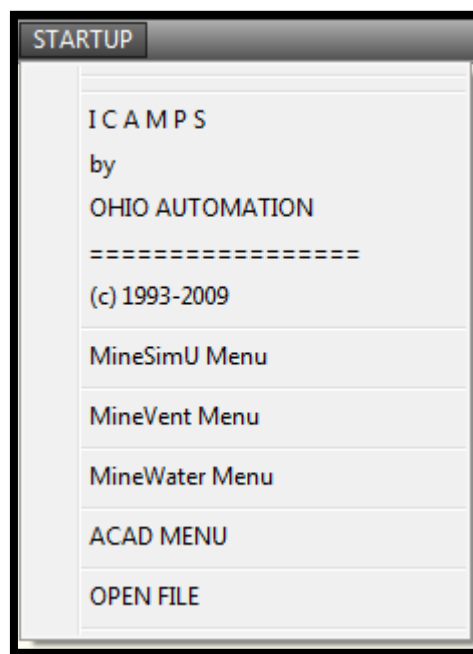 STARTUP
I C A M P S
by
OHIO AUTOMATION
=================
(c) 1993-2009
MineSimU Menu
MineVent Menu
MineWater Menu
ACAD MENU
OPEN FILE